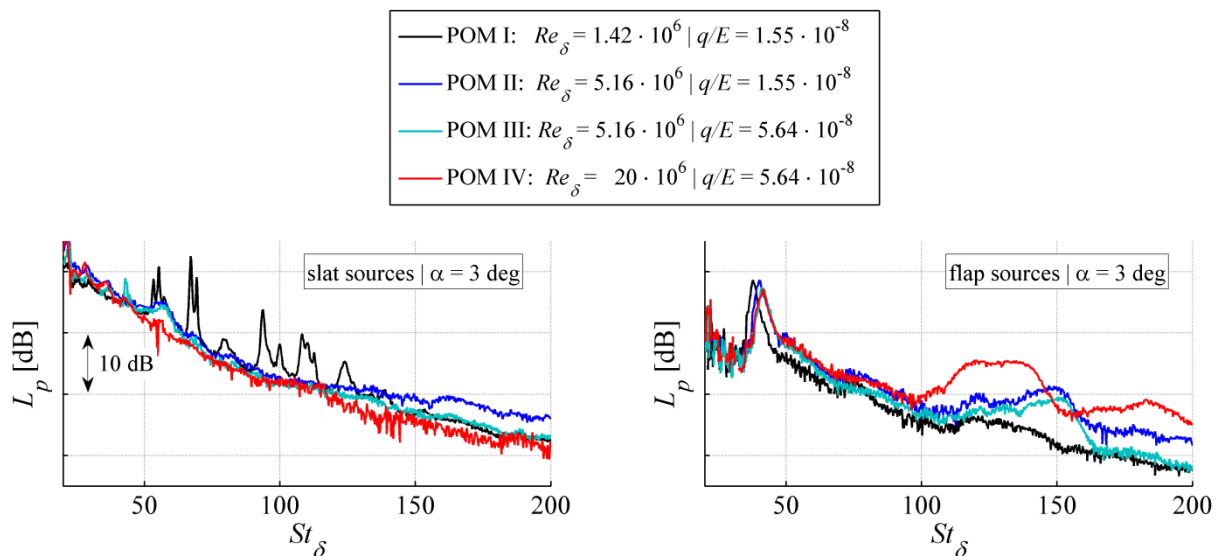 POM I: Re_δ = 1.42 · 10^6 | q/E = 1.55 · 10^-8
POM II: Re_δ = 5.16 · 10^6 | q/E = 1.55 · 10^-8
POM III: Re_δ = 5.16 · 10^6 | q/E = 5.64 · 10^-8
POM IV: Re_δ = 20 · 10^6 | q/E = 5.64 · 10^-8
slat sources | α = 3 deg
L_p [dB]
10 dB
50 100 150 200
St_δ
flap sources | α = 3 deg
L_p [dB]
50 100 150 200
St_δ